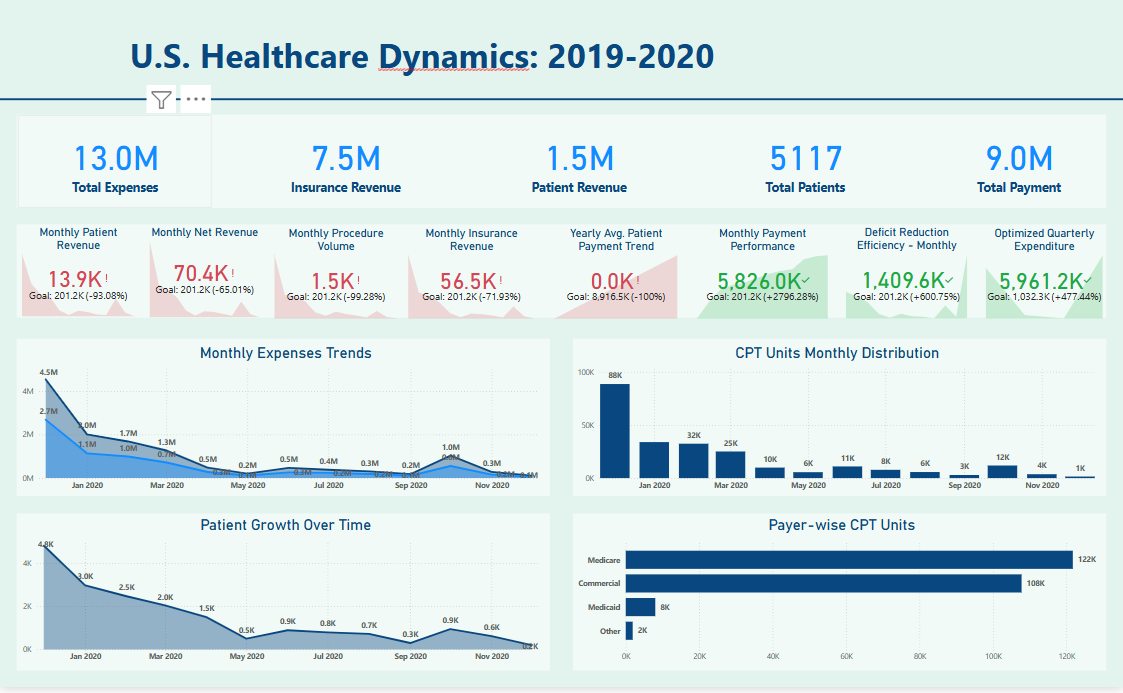 U.S. Healthcare Dynamics: 2019-2020
13.0M
Total Expenses
7.5M
Insurance Revenue
1.5M
Patient Revenue
5117
Total Patients
9.0M
Total Payment
Monthly Patient
Revenue
13.9K!
Goal: 201.2K (-93.08%)
Monthly Net Revenue
70.4K!
Goal: 201.2K (-65.01%)
Monthly Procedure
Volume
1.5K!
Goal: 201.2K (-99.28%)
Monthly Insurance
Revenue
56.5K!
Goal: 201.2K (-71.93%)
Yearly Avg. Patient
Payment Trend
0.0K!
Goal: 8,916.5K (-100%)
Monthly Payment
Performance
5,826.0K
Goal: 201.2K (+2796.28%)
Deficit Reduction
Efficiency - Monthly
1,409.6K
Goal: 201.2K (+600.75%)
Optimized Quarterly
Expenditure
5,961.2K
Goal: 1,032.3K (+477.44%)
Monthly Expenses Trends
4M
2M
0M
4.5M
2.0M
1.7M
1.3M
0.5M
0.2M
0.5M
0.4M
0.3M
0.2M
1.0M
0.3M
2.7M
1.1M
1.0M
0.7M
Jan 2020
Mar 2020
May 2020
Jul 2020
Sep 2020
Nov 2020
CPT Units Monthly Distribution
100K
50K
0K
88K
32K
25K
10K
6K
11K
8K
6K
3K
12K
4K
1K
Jan 2020
Mar 2020
May 2020
Jul 2020
Sep 2020
Nov 2020
Patient Growth Over Time
4K
2K
0K
4.8K
3.0K
2.5K
2.0K
1.5K
0.5K
0.9K
0.8K
0.7K
0.3K
0.9K
0.6K
0.2K
Jan 2020
Mar 2020
May 2020
Jul 2020
Sep 2020
Nov 2020
Payer-wise CPT Units
Medicare
122K
Commercial
108K
Medicaid
8K
Other
2K
0K
20K
40K
60K
80K
100K
120K